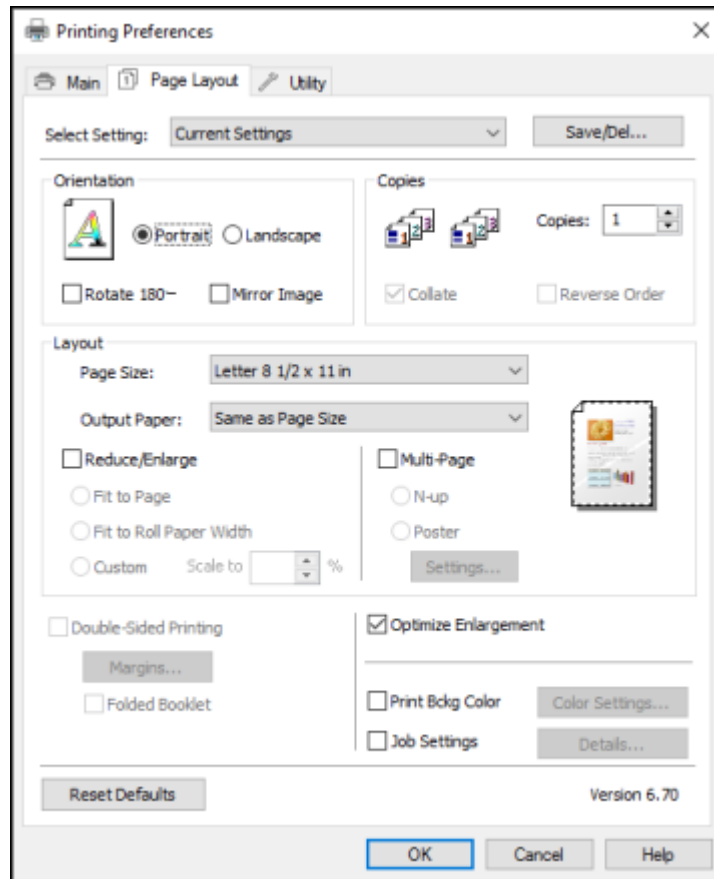 Printing Preferences
Main Page Layout Utility
Select Setting: Current Settings Save/Del...
Orientation
Portrait Landscape
Rotate 180~ Mirror Image
Copies
Copies: 1
Collate Reverse Order
Layout
Page Size: Letter 8 1/2 x 11 in
Output Paper: Same as Page Size
Reduce/Enlarge
Fit to Page
Fit to Roll Paper Width
Custom Scale to %
Multi-Page
N-up
Poster
Settings...
Double-Sided Printing
Margins...
Folded Booklet
Optimize Enlargement
Print Bckg Color Color Settings...
Job Settings Details...
Reset Defaults Version 6.70
OK Cancel Help